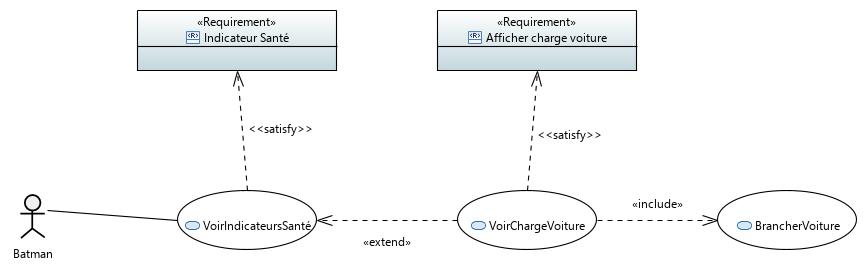 «Requirement»
Indicateur Santé
«Requirement»
Afficher charge voiture
<<satisfy>>
<<satisfy>>
Batman
VoirIndicateursSanté
«extend»
VoirChargeVoiture
«include»
BrancherVoiture